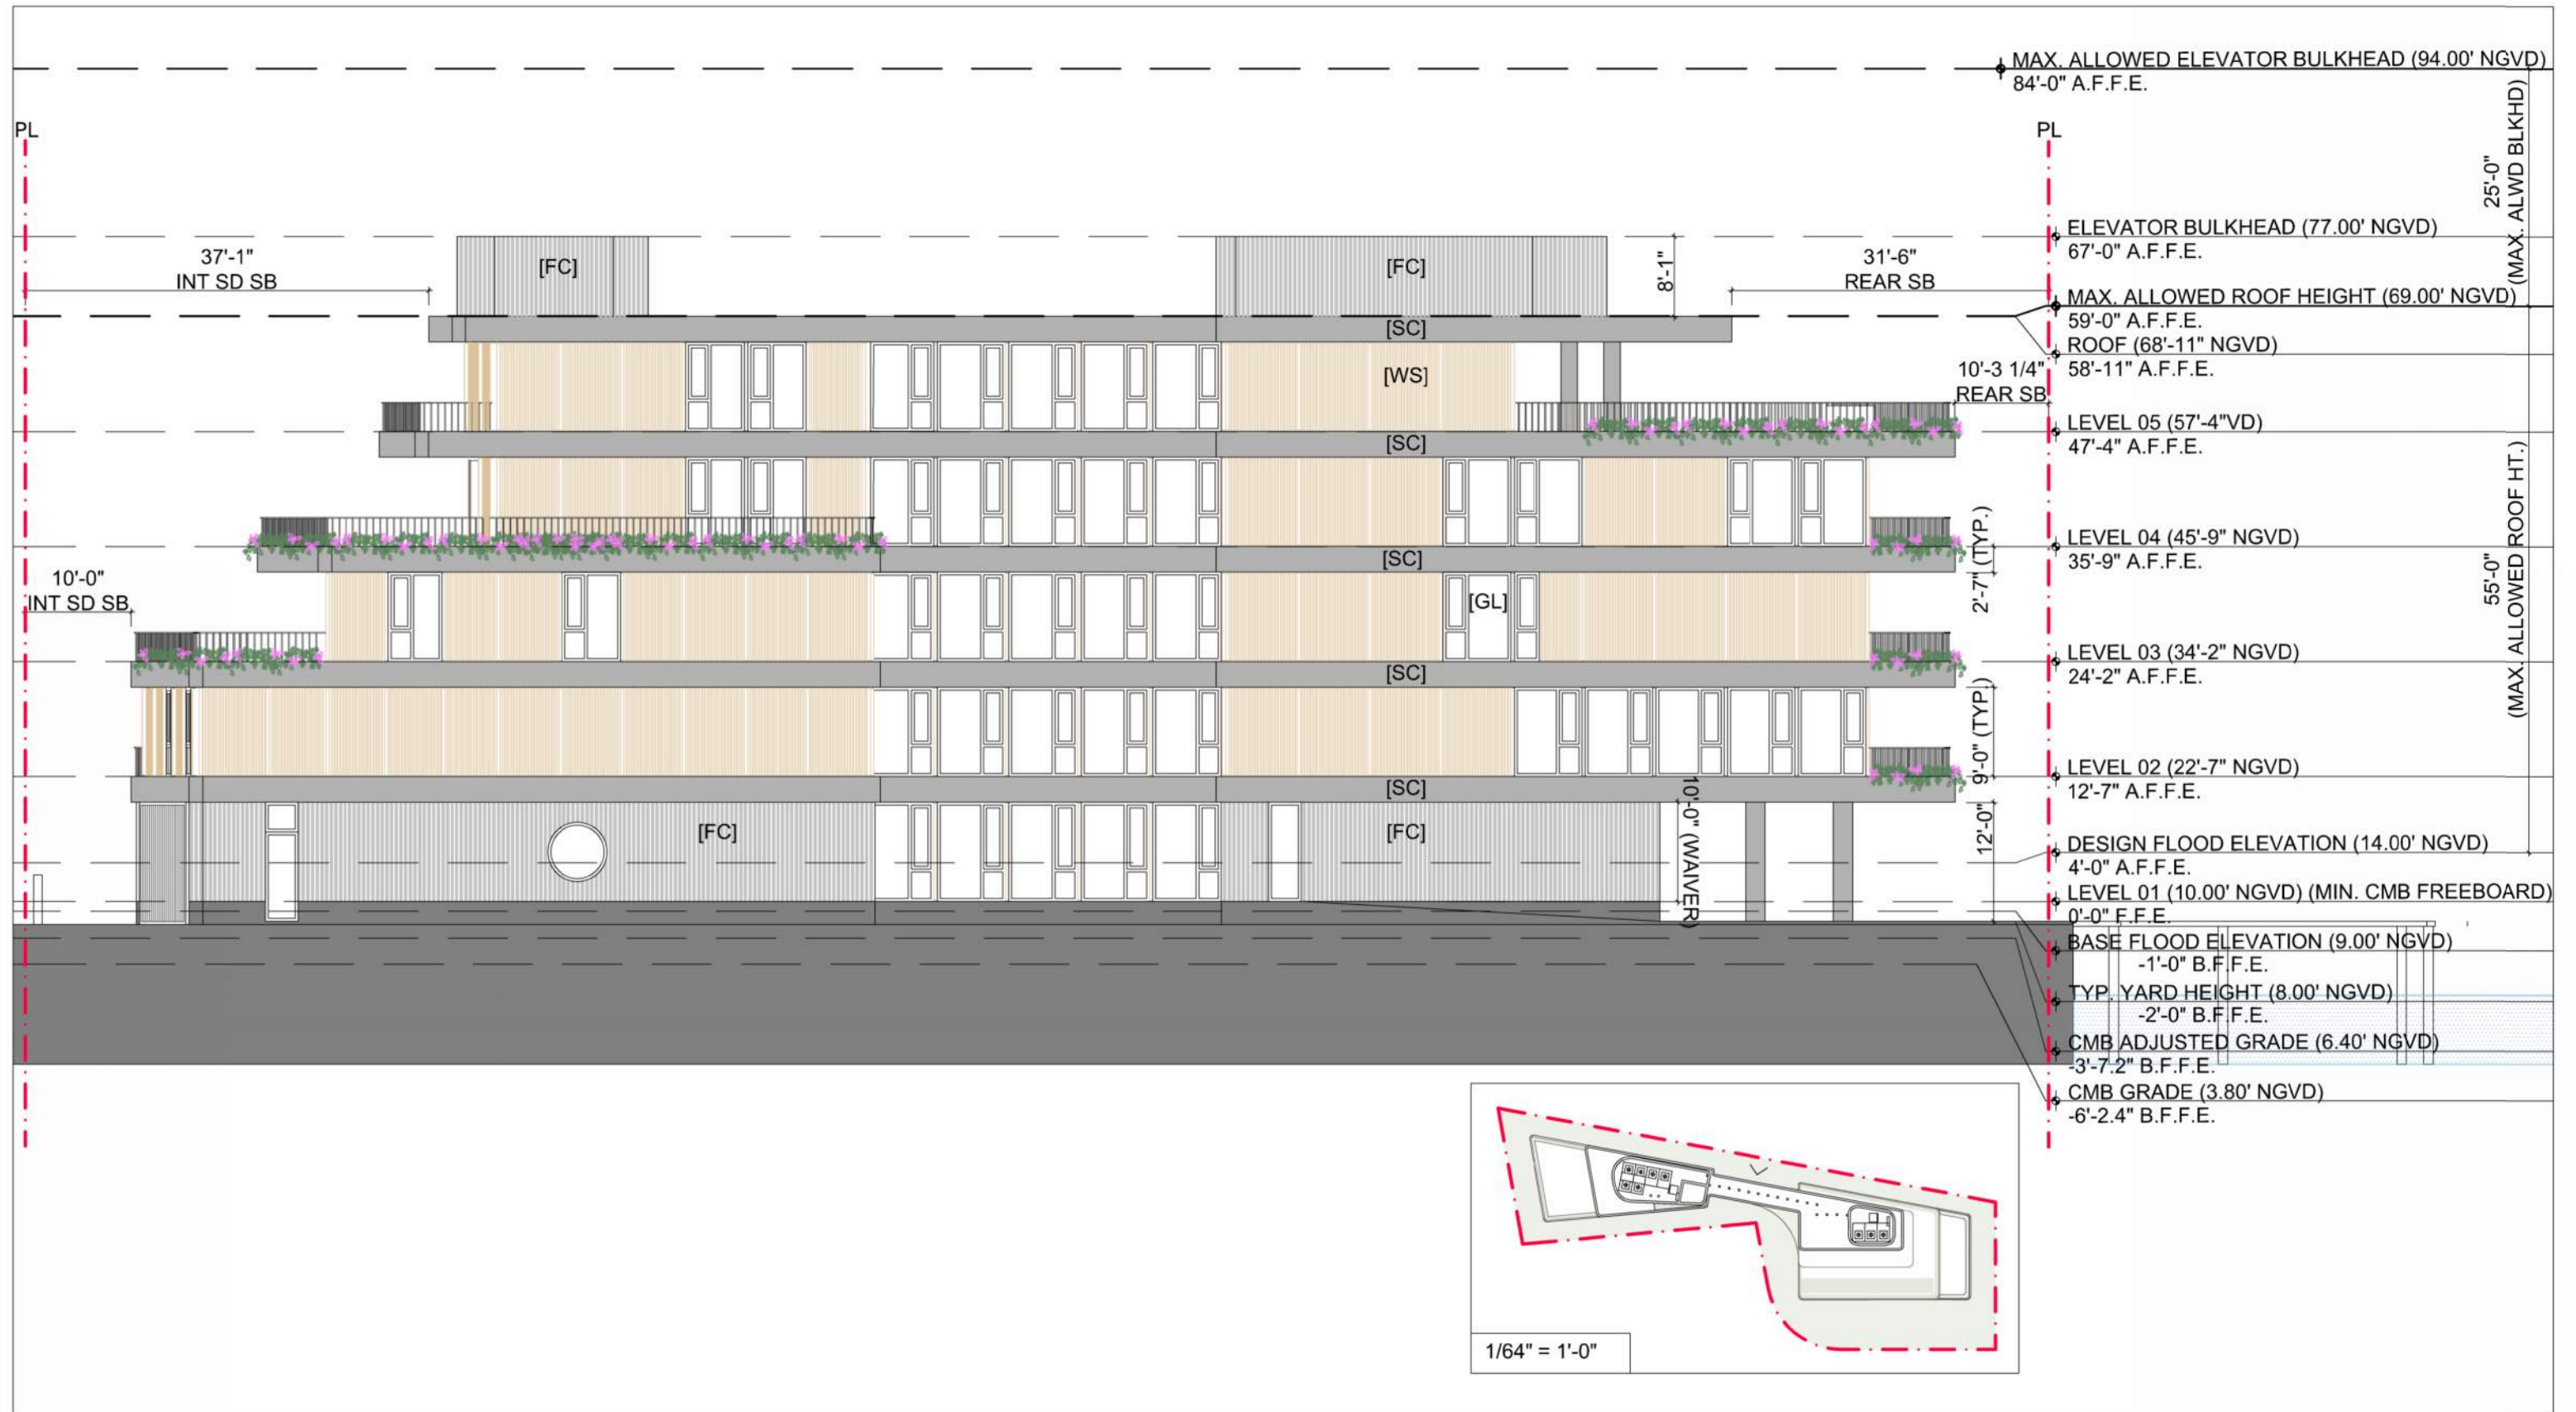 MAX. ALLOWED ELEVATOR BULKHEAD (94.00' NGVD)
84'-0" A.F.F.E.
PL
PL
25'-0"
(MAX. ALWD BLKHD)
ELEVATOR BULKHEAD (77.00' NGVD)
67'-0" A.F.F.E.
37'-1"
INT SD SB
[FC]
[FC]
8'-1"
31'-6"
REAR SB
MAX. ALLOWED ROOF HEIGHT (69.00' NGVD)
59'-0" A.F.F.E.
[SC]
ROOF (68'-11" NGVD)
58'-11" A.F.F.E.
[WS]
10'-3 1/4"
REAR SB
LEVEL 05 (57'-4"VD)
47'-4" A.F.F.E.
[SC]
55'-0"
(MAX. ALLOWED ROOF HT.)
LEVEL 04 (45'-9" NGVD)
35'-9" A.F.F.E.
[SC]
2'-7" (TYP.)
10'-0"
INT SD SB
[GL]
LEVEL 03 (34'-2" NGVD)
24'-2" A.F.F.E.
[SC]
9'-0" (TYP.)
LEVEL 02 (22'-7" NGVD)
12'-7" A.F.F.E.
[SC]
10'-0" (WAIVER)
12'-0"
[FC]
[FC]
DESIGN FLOOD ELEVATION (14.00' NGVD)
4'-0" A.F.F.E.
LEVEL 01 (10.00' NGVD) (MIN. CMB FREEBOARD)
0'-0" F.F.E.
BASE FLOOD ELEVATION (9.00' NGVD)
-1'-0" B.F.F.E.
TYP. YARD HEIGHT (8.00' NGVD)
-2'-0" B.F.F.E.
CMB ADJUSTED GRADE (6.40' NGVD)
-3'-7.2" B.F.F.E.
CMB GRADE (3.80' NGVD)
-6'-2.4" B.F.F.E.
1/64" = 1'-0"